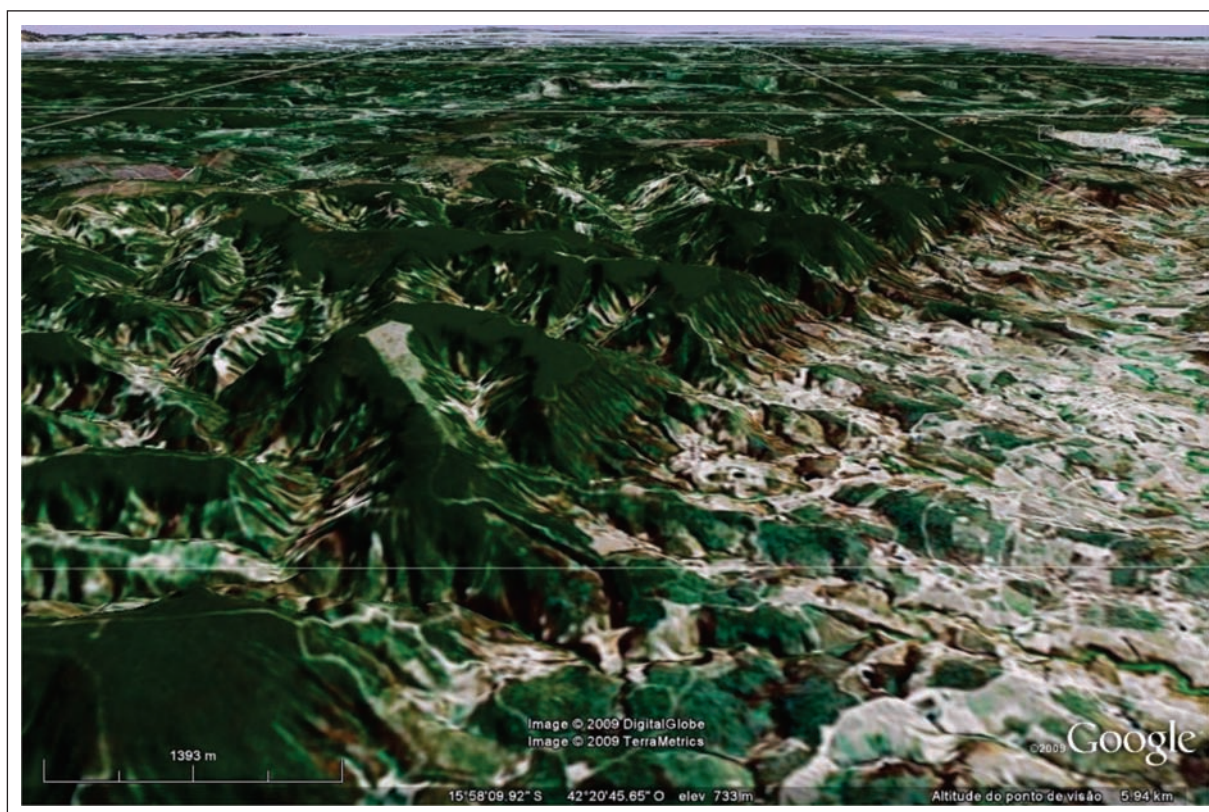 1393 m
Image © 2009 DigitalGlobe
Image © 2009 TerraMetrics
©2009 Google
15°58'09.92" S 42°20'45.65" O elev 733 m Altitude do ponto de visão 5.94 km